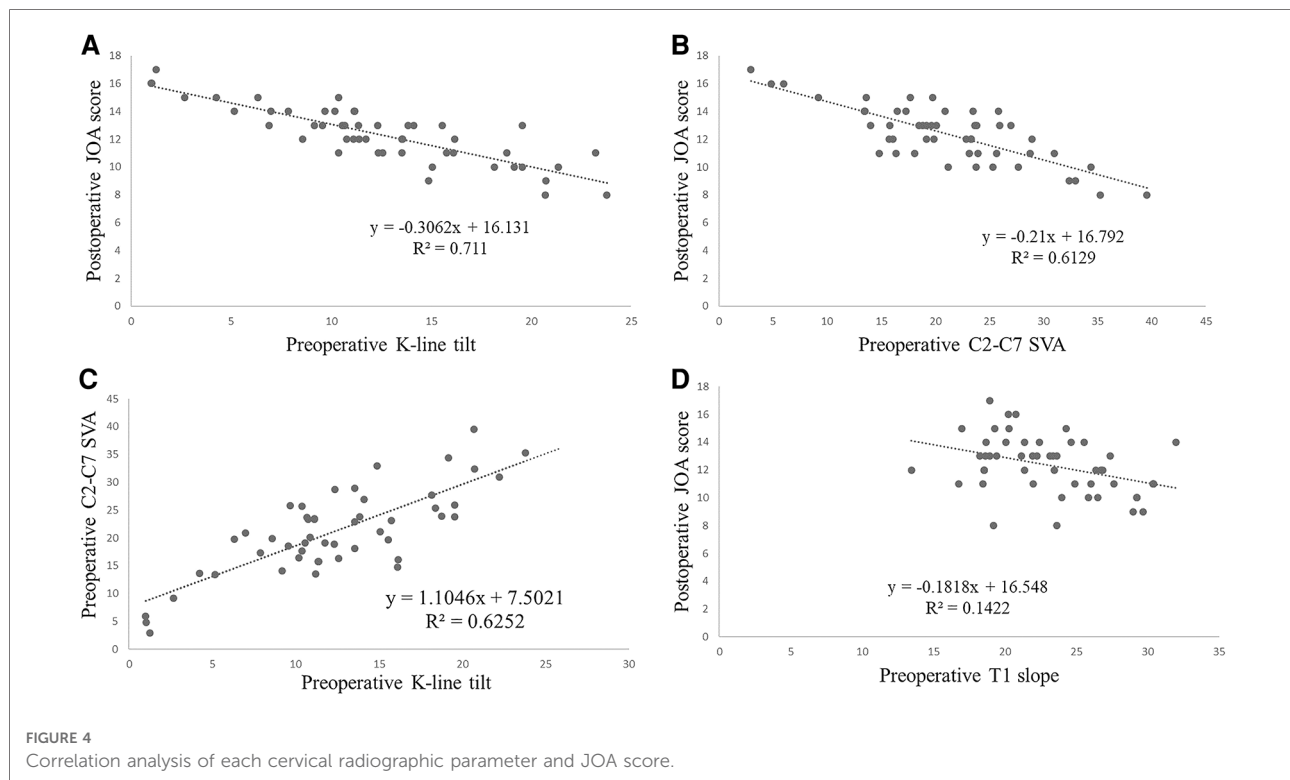 A
Postoperative JOA score
18
16
14
12
10
8
6
4
2
0
y = -0.3062x + 16.131
R² = 0.711
0 5 10 15 20 25
Preoperative K-line tilt
B
Postoperative JOA score
18
16
14
12
10
8
6
4
2
0
y = -0.21x + 16.792
R² = 0.6129
0 5 10 15 20 25 30 35 40 45
Preoperative C2-C7 SVA
C
Preoperative C2-C7 SVA
45
40
35
30
25
20
15
10
5
0
y = 1.1046x + 7.5021
R² = 0.6252
0 5 10 15 20 25 30
Preoperative K-line tilt
D
Postoperative JOA score
18
16
14
12
10
8
6
4
2
0
y = -0.1818x + 16.548
R² = 0.1422
0 5 10 15 20 25 30 35
Preoperative T1 slope
FIGURE 4
Correlation analysis of each cervical radiographic parameter and JOA score.